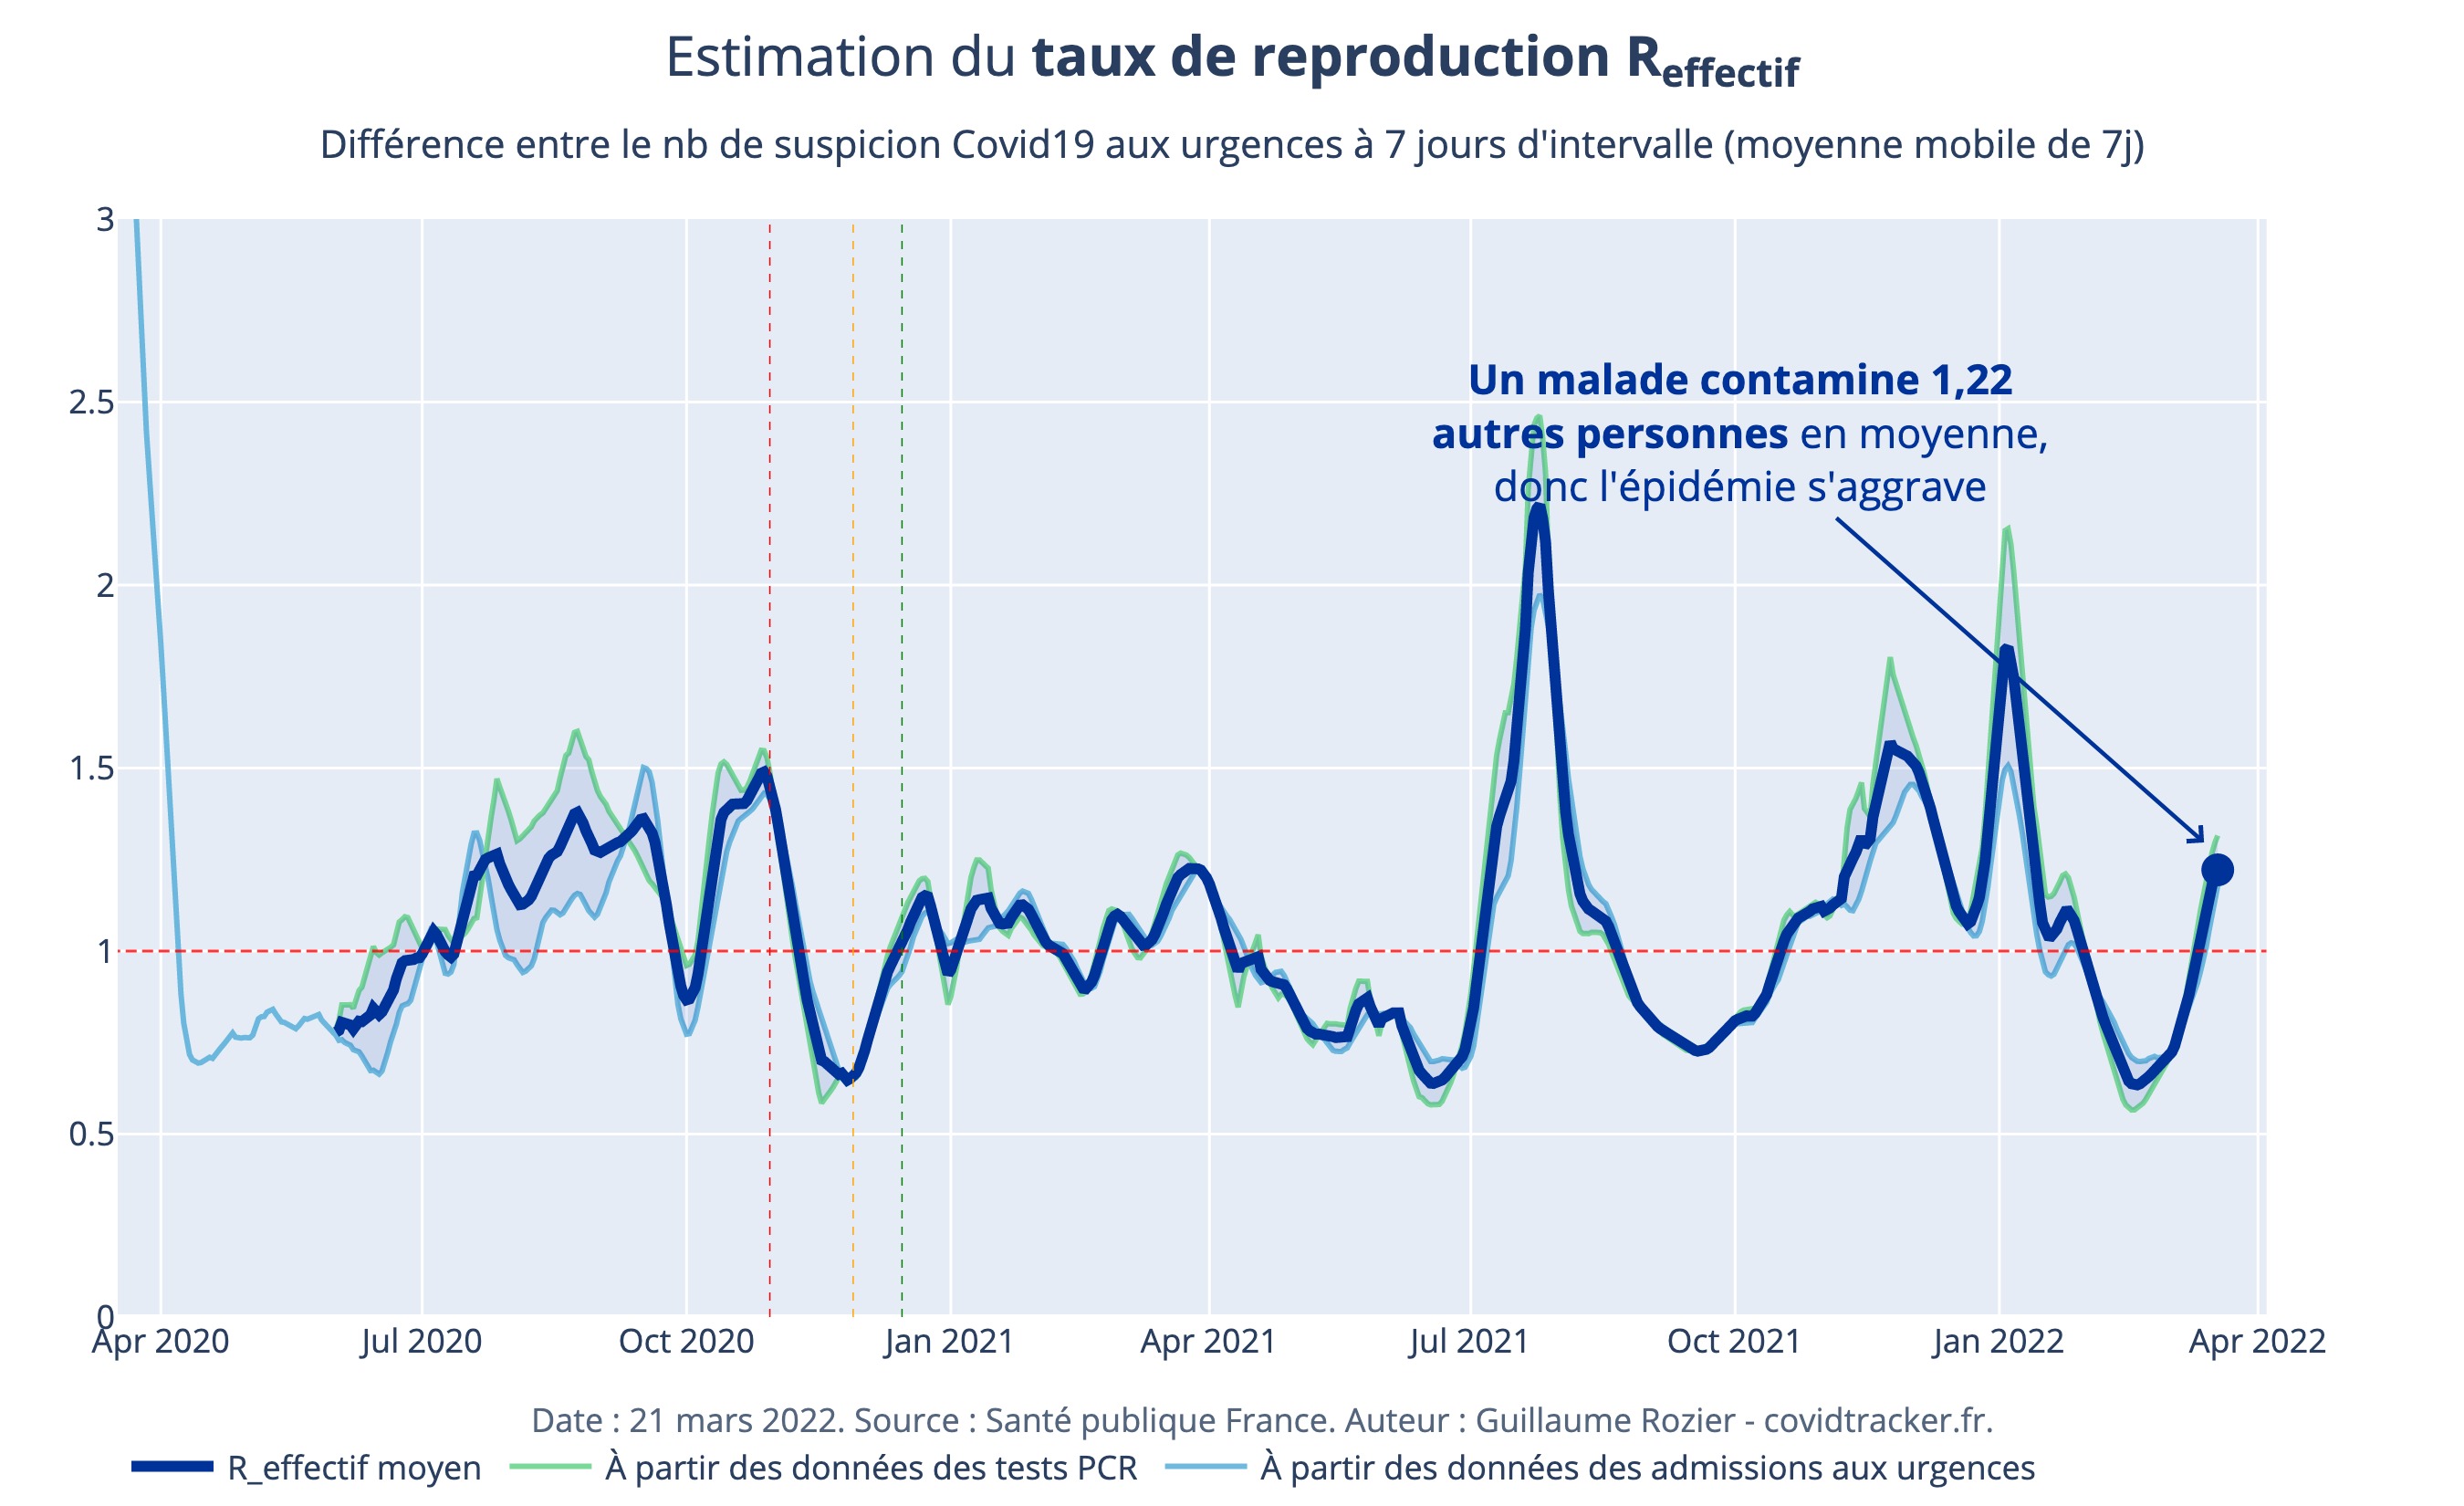 Estimation du taux de reproduction Reffectif
Différence entre le nb de suspicion Covid19 aux urgences à 7 jours d'intervalle (moyenne mobile de 7j)
3
2.5
2
1.5
1
0.5
0
Un malade contamine 1,22
autres personnes en moyenne,
donc l'épidémie s'aggrave
Apr 2020 Jul 2020 Oct 2020 Jan 2021 Apr 2021 Jul 2021 Oct 2021 Jan 2022 Apr 2022
Date : 21 mars 2022. Source : Santé publique France. Auteur : Guillaume Rozier - covidtracker.fr.
R_effectif moyen À partir des données des tests PCR À partir des données des admissions aux urgences